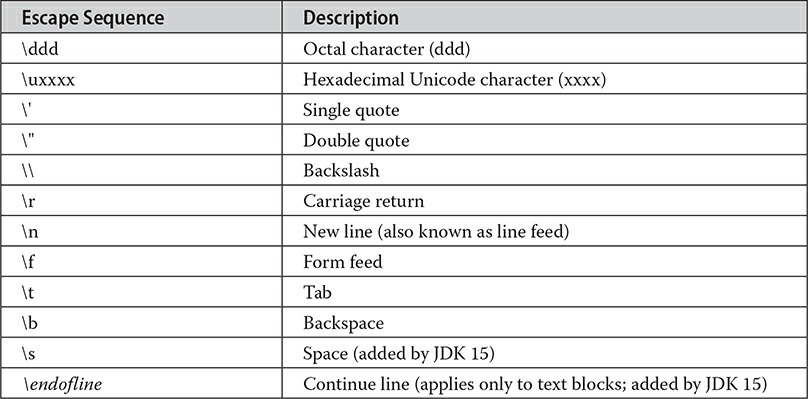 Escape Sequence Description
\ddd Octal character (ddd)
\uxxxx Hexadecimal Unicode character (xxxx)
\' Single quote
\" Double quote
\\ Backslash
\r Carriage return
\n New line (also known as line feed)
\f Form feed
\t Tab
\b Backspace
\s Space (added by JDK 15)
\endofline Continue line (applies only to text blocks; added by JDK 15)